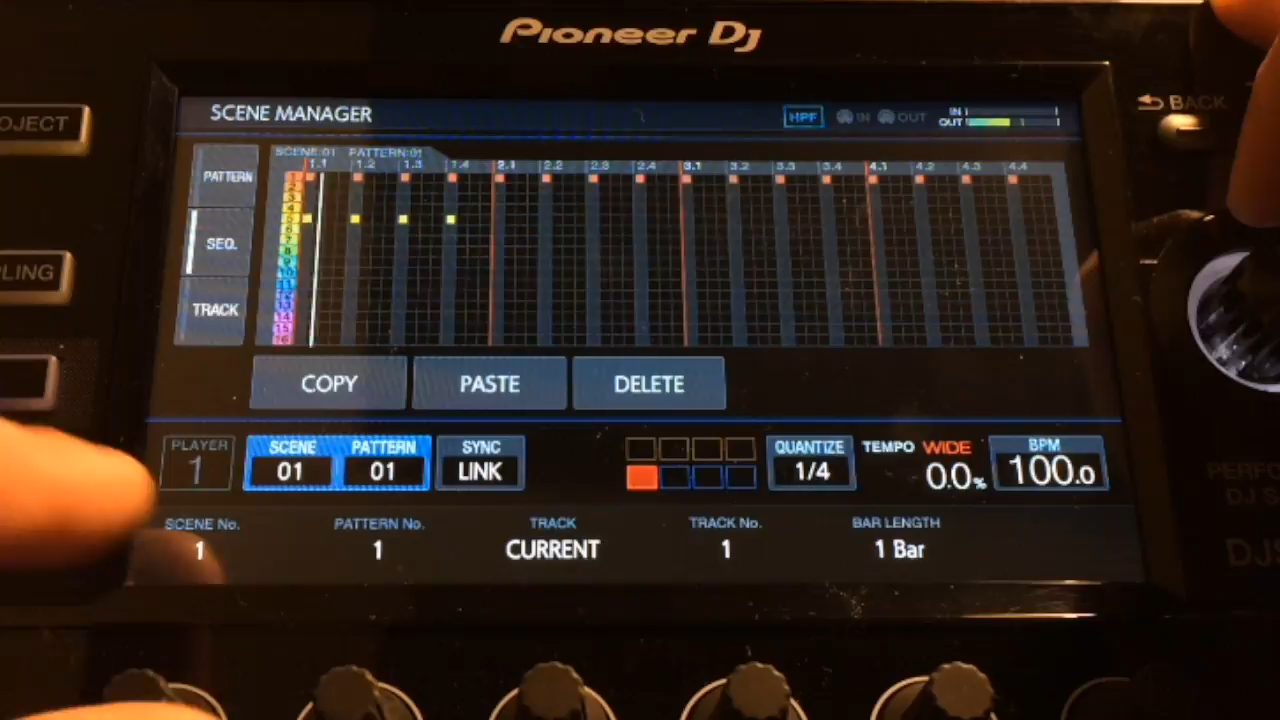 Pioneer Dj
SCENE MANAGER
HPF IN OUT
IN
OUT
BACK
OJECT
SCENE:01 PATTERN:01
1.1 1.2 1.3 1.4 2.1 2.2 2.3 2.4 3.1 3.2 3.3 3.4 4.1 4.2 4.3 4.4
PATTERN
SEQ.
TRACK
PLING
COPY PASTE DELETE
PLAYER
1
SCENE
01
PATTERN
01
SYNC
LINK
QUANTIZE
1/4
TEMPO WIDE
0.0%
BPM
100.0
PERFO
DJ S
DJ
SCENE No. PATTERN No. TRACK TRACK No. BAR LENGTH
1 1 CURRENT 1 1 Bar